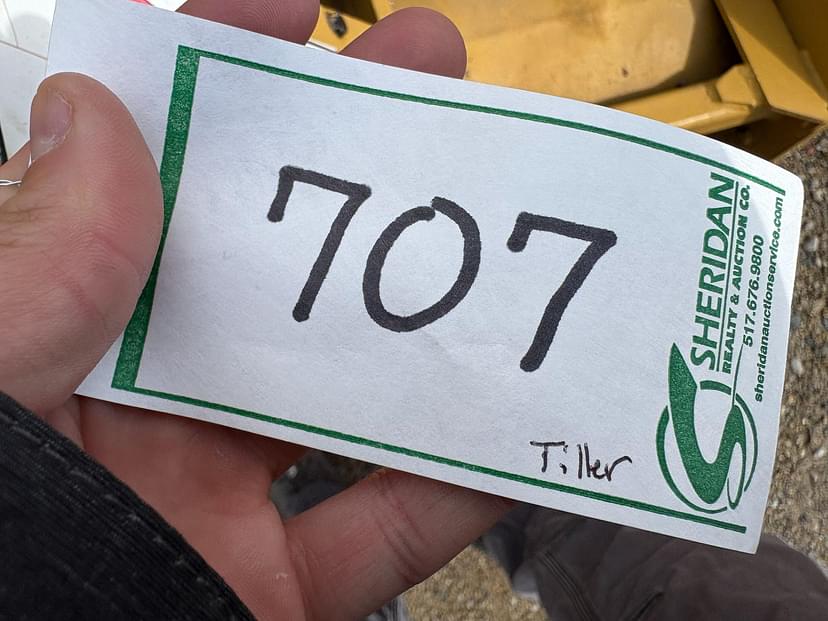 707
Tiller
SHERIDAN
REALTY & AUCTION CO.
517.676.9800
sheridanauctionservice.com